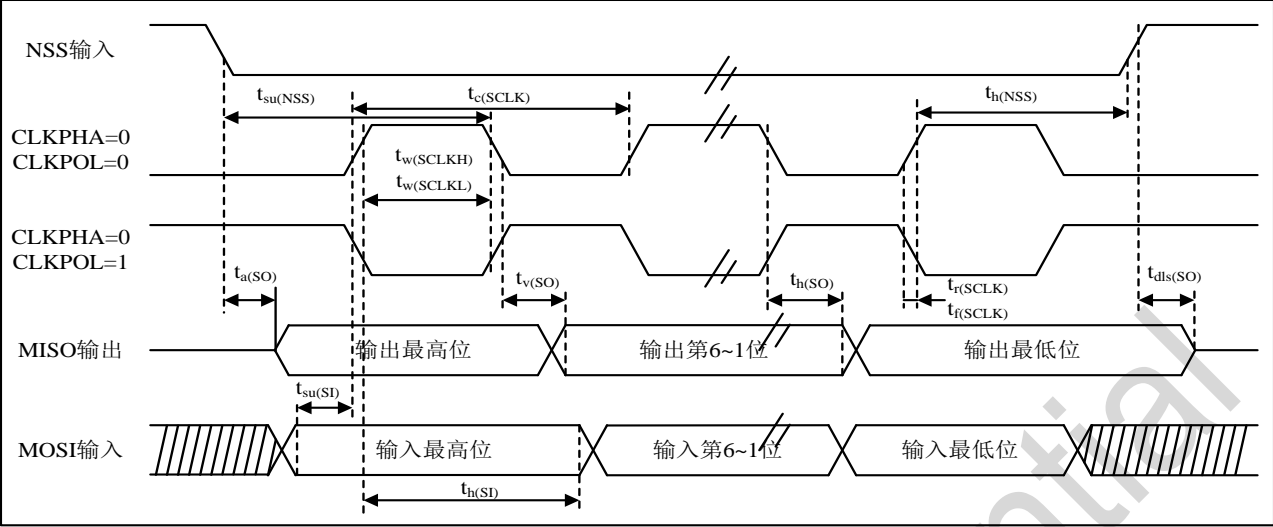 NSS输入
tsu(NSS)
tc(SCLK)
th(NSS)
CLKPHA=0
CLKPOL=0
tw(SCLKH)
tw(SCLKL)
CLKPHA=0
CLKPOL=1
ta(SO)
tv(SO)
th(SO)
tr(SCLK)
tf(SCLK)
tdls(SO)
MISO输出
输出最高位
输出第6~1位
输出最低位
tsu(SI)
MOSI输入
输入最高位
输入第6~1位
输入最低位
th(SI)
ntial